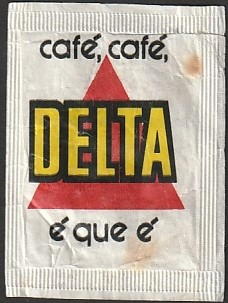 café, café,
DELTA
é que é